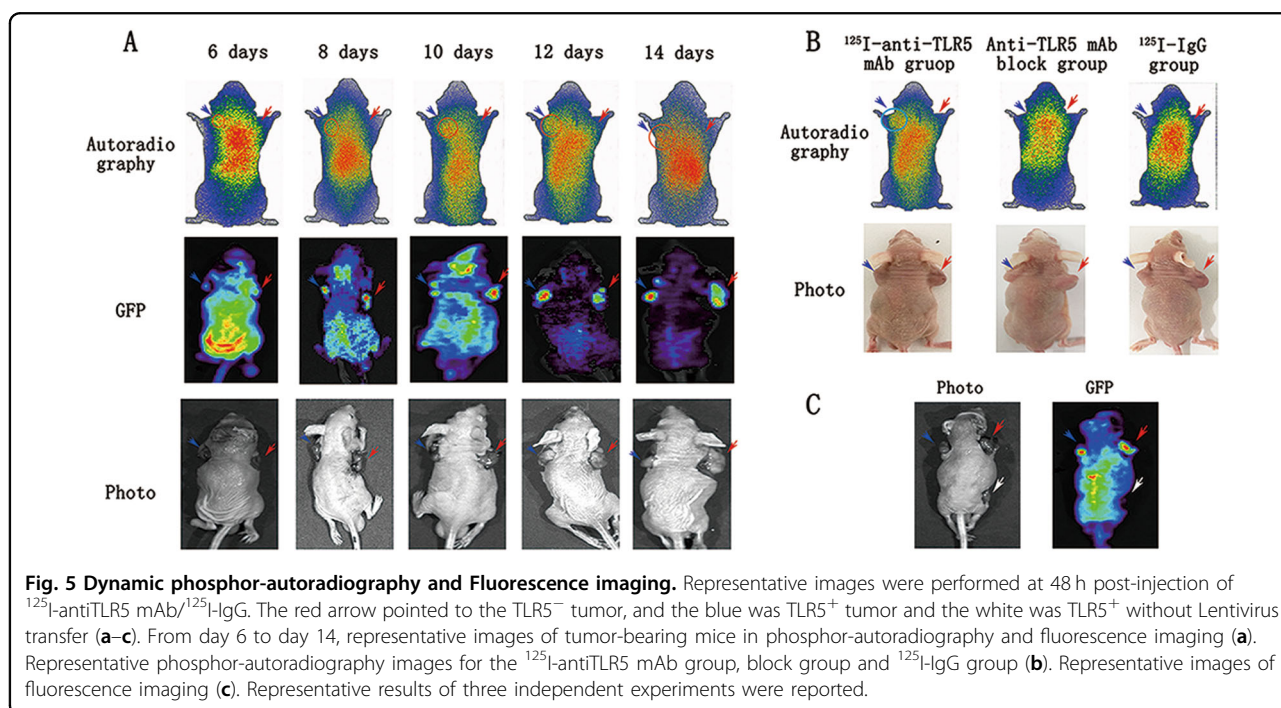 A
6 days 8 days 10 days 12 days 14 days
Autoradio
graphy
GFP
Photo
B
¹²⁵I-anti-TLR5 Anti-TLR5 mAb ¹²⁵I-IgG
mAb gruop block group group
Autoradio
graphy
Photo
C
Photo GFP
Fig. 5 Dynamic phosphor-autoradiography and Fluorescence imaging. Representative images were performed at 48 h post-injection of
¹²⁵I-antiTLR5 mAb/¹²⁵I-IgG. The red arrow pointed to the TLR5⁻ tumor, and the blue was TLR5⁺ tumor and the white was TLR5⁺ without Lentivirus
transfer (a–c). From day 6 to day 14, representative images of tumor-bearing mice in phosphor-autoradiography and fluorescence imaging (a).
Representative phosphor-autoradiography images for the ¹²⁵I-antiTLR5 mAb group, block group and ¹²⁵I-IgG group (b). Representative images of
fluorescence imaging (c). Representative results of three independent experiments were reported.